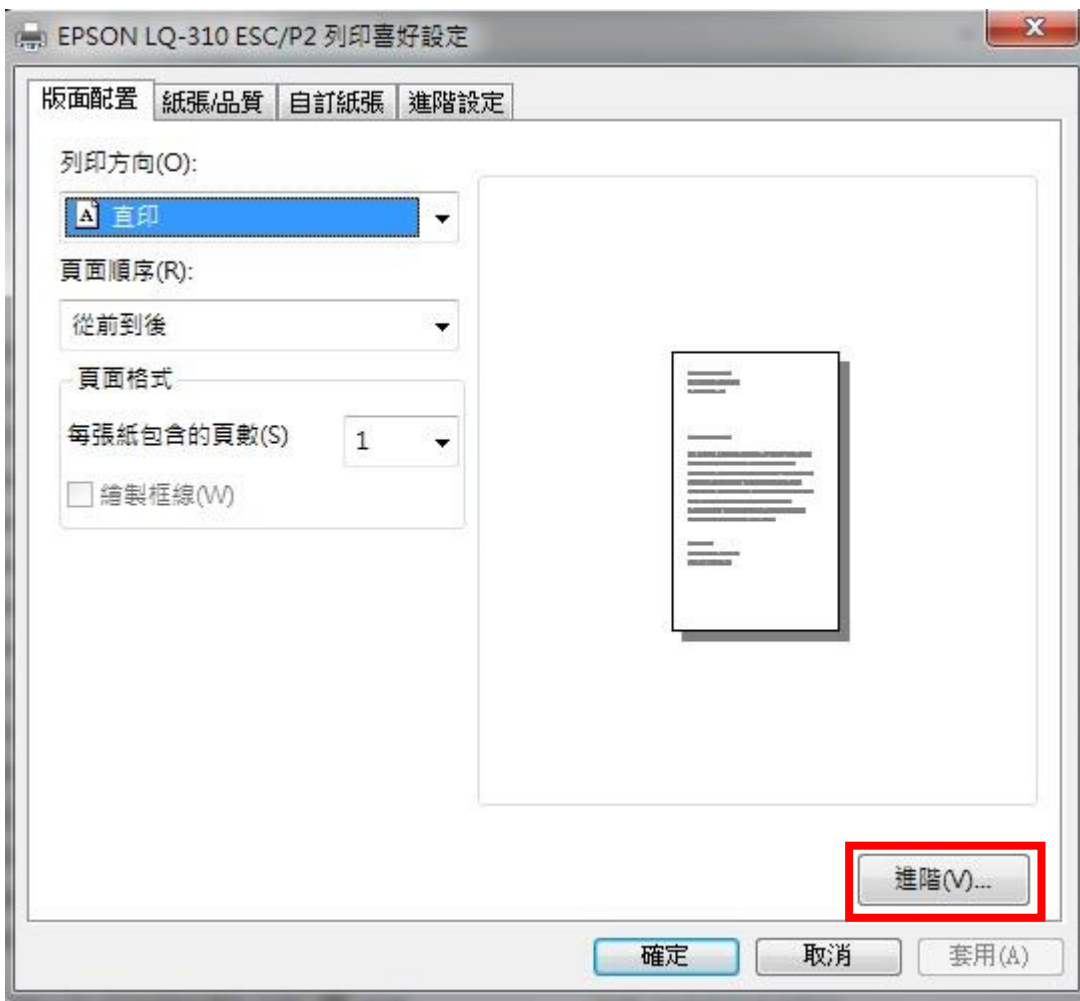 EPSON LQ-310 ESC/P2 列印喜好設定
版面配置 紙張/品質 自訂紙張 進階設定
列印方向(O):
A 直印
頁面順序(R):
從前到後
頁面格式
每張紙包含的頁數(S) 1
繪製框線(W)
進階(V)...
確定 取消 套用(A)